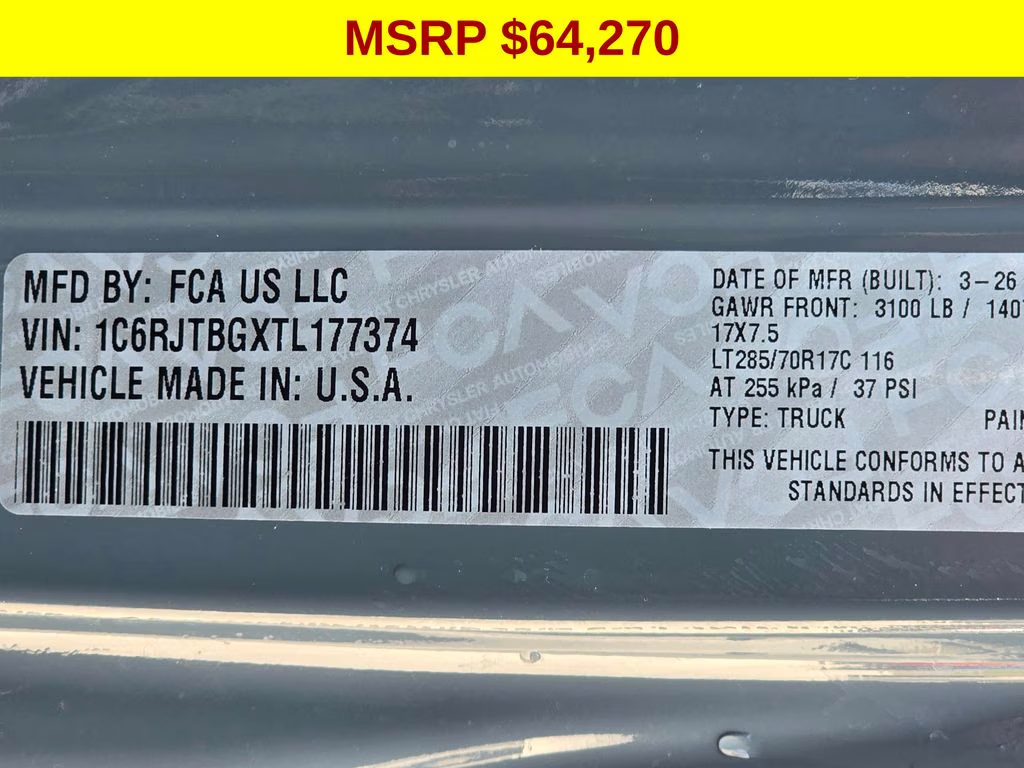 MSRP $64,270
MFD BY: FCA US LLC
VIN: 1C6RJTBGXTL177374
VEHICLE MADE IN: U.S.A.
DATE OF MFR (BUILT): 3-26
GAWR FRONT: 3100 LB / 140
17X7.5
LT285/70R17C 116
AT 255 kPa / 37 PSI
TYPE: TRUCK PAIN
THIS VEHICLE CONFORMS TO A
STANDARDS IN EFFECT